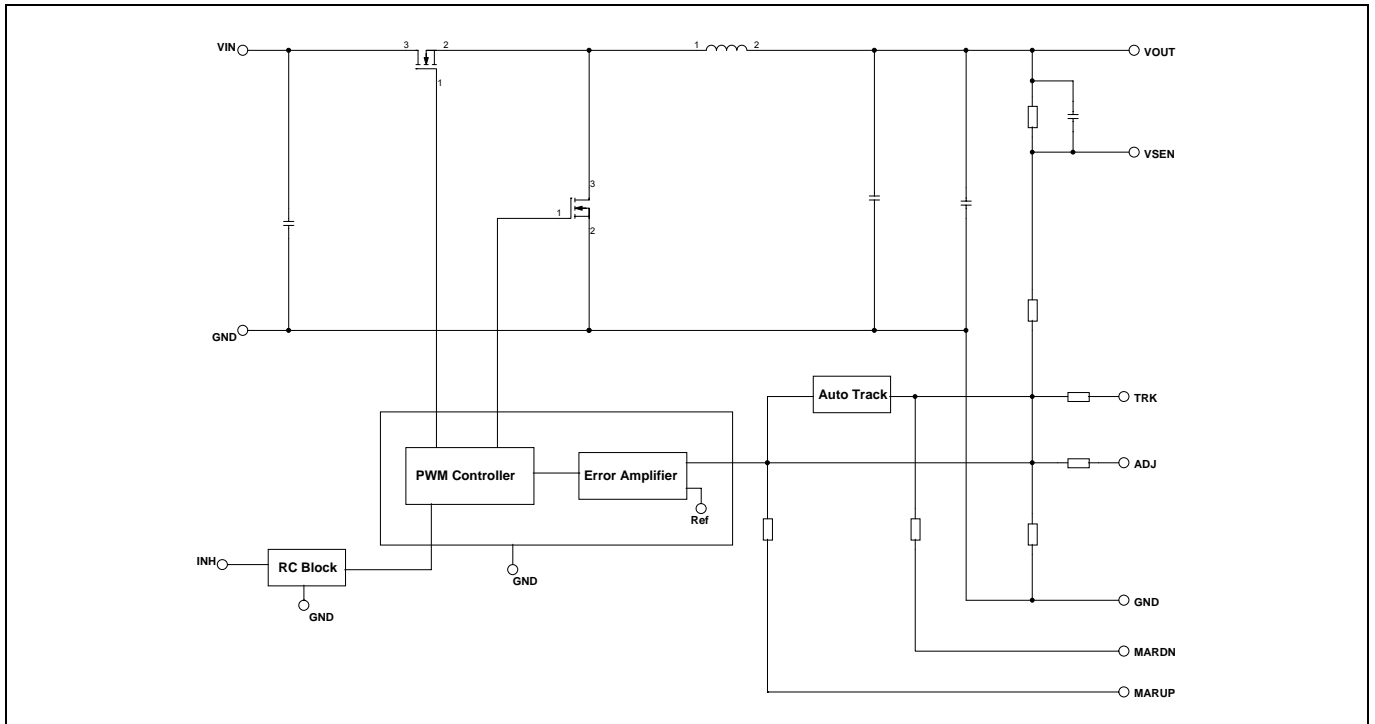 VIN
3
2
1
1
2
VOUT
VSEN
3
1
2
GND
Auto Track
TRK
PWM Controller
Error Amplifier
ADJ
Ref
INH
RC Block
GND
GND
GND
MARDN
MARUP